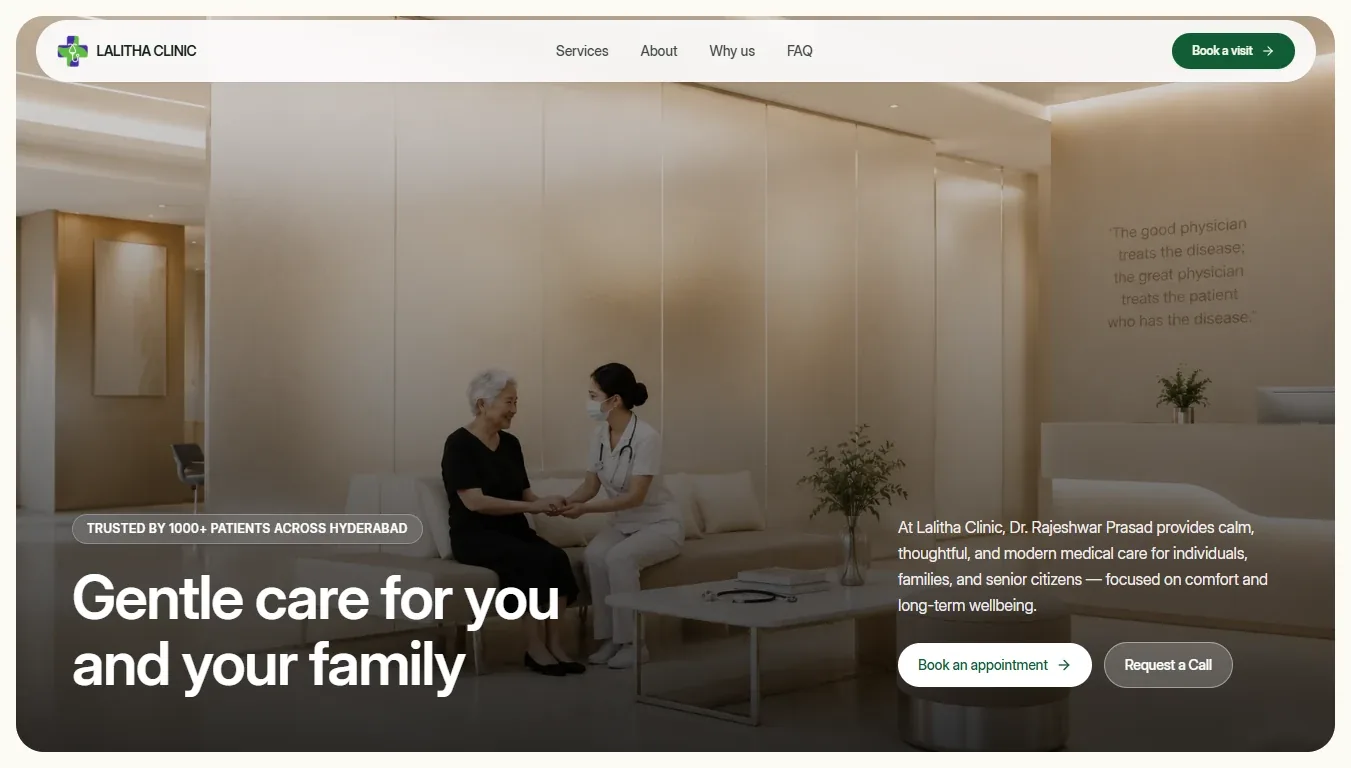 LALITHA CLINIC
Services
About
Why us
FAQ
Book a visit
"The good physician
treats the disease;
the great physician
treats the patient
who has the disease."
TRUSTED BY 1000+ PATIENTS ACROSS HYDERABAD
Gentle care for you
and your family
At Lalitha Clinic, Dr. Rajeshwar Prasad provides calm,
thoughtful, and modern medical care for individuals,
families, and senior citizens — focused on comfort and
long-term wellbeing.
Book an appointment
Request a Call